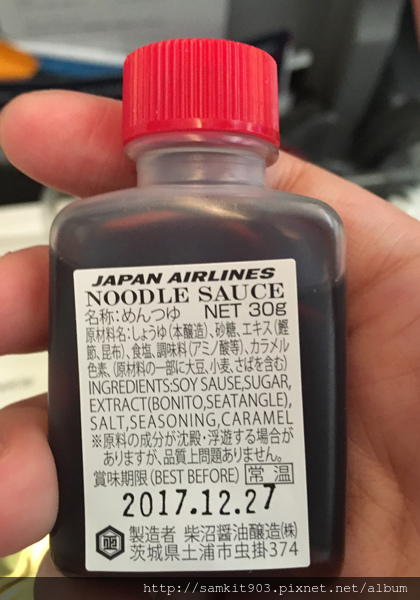 JAPAN AIRLINES
NOODLE SAUCE
名称:めんつゆ NET 30g
原材料名:しょうゆ(本醸造)、砂糖、エキス(鰹
節、昆布)、食塩、調味料(アミノ酸等)、カラメル
色素、(原材料の一部に大豆、小麦、さばを含む)
INGREDIENTS:SOY SAUSE,SUGAR,
EXTRACT(BONITO,SEATANGLE),
SALT,SEASONING,CARAMEL
※原料の成分が沈殿・浮遊する場合が
ありますが、品質上問題ありません。
賞味期限(BEST BEFORE) 常温
2017.12.27
製造者 柴沼醤油醸造(株)
茨城県土浦市虫掛374
http://samkit903.pixnet.net/album